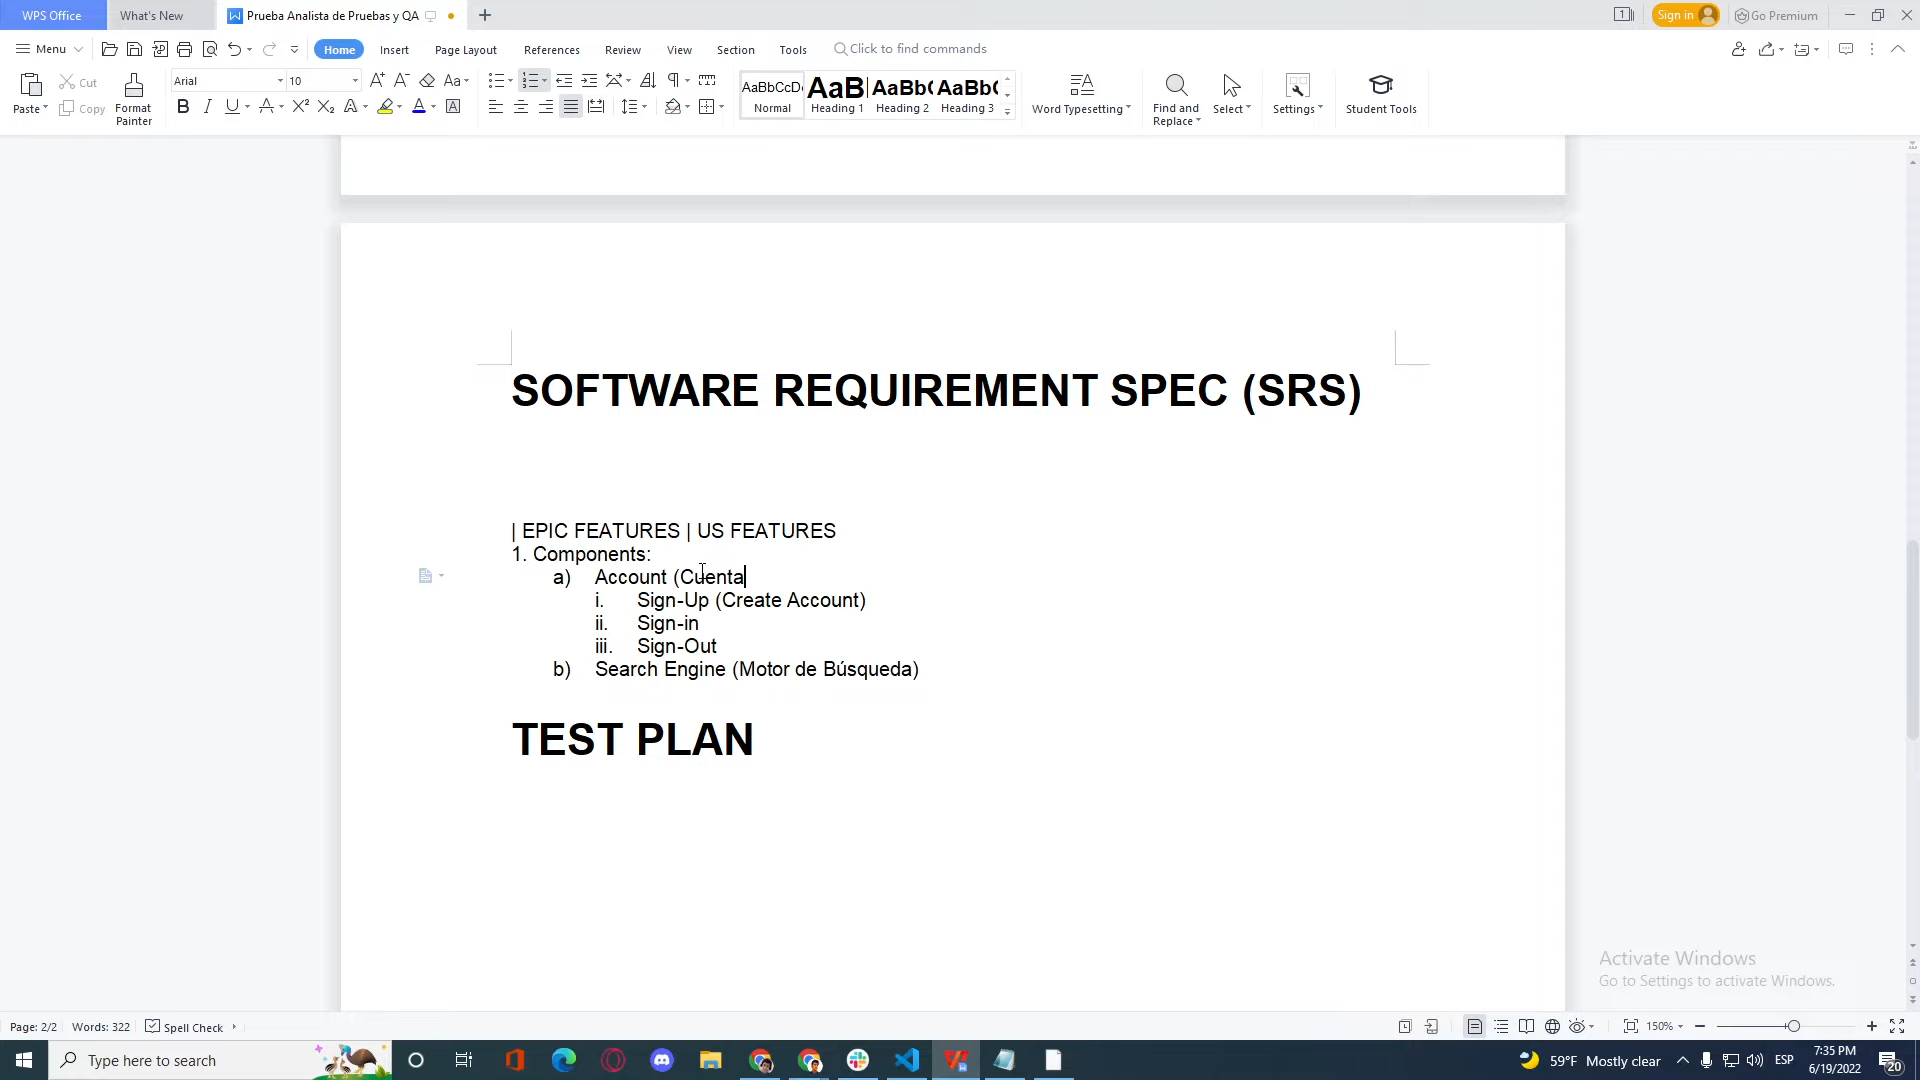 WPS Office What's New Prueba Analista de Pruebas y QA Sign in Go Premium
Menu Home Insert Page Layout References Review View Section Tools Click to find commands
Paste Cut Copy Format Painter Arial 10 AaBbCcD Normal AaB Heading 1 AaBb( Heading 2 AaBb( Heading 3 Word Typesetting Find and Replace Select Settings Student Tools
SOFTWARE REQUIREMENT SPEC (SRS)
| EPIC FEATURES | US FEATURES
1. Components:
a) Account (Cuenta
i. Sign-Up (Create Account)
ii. Sign-in
iii. Sign-Out
b) Search Engine (Motor de Búsqueda)
TEST PLAN
Activate Windows
Go to Settings to activate Windows.
Page: 2/2 Words: 322 Spell Check 150%
Type here to search 59°F Mostly clear ESP 7:35 PM
6/19/2022 20